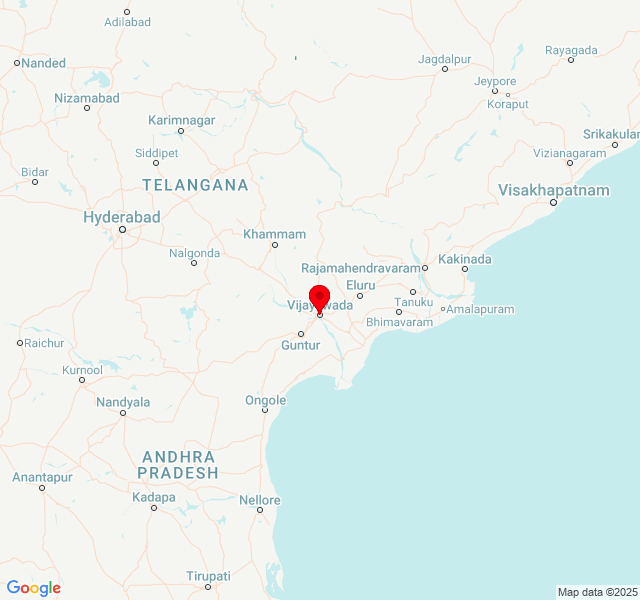 Adilabad
Rayagada
Jagdalpur
Nanded
Jeypore
Nizamabad
Koraput
Karimnagar
Srikakulam
Siddipet
Vizianagaram
Bidar
TELANGANA
Visakhapatnam
Hyderabad
Khammam
Nalgonda
Kakinada
Rajamahendravaram
Eluru
Vijayawada
Tanuku
Amalapuram
Bhimavaram
Guntur
Raichur
Kurnool
Nandyala
Ongole
ANDHRA
PRADESH
Anantapur
Kadapa
Nellore
Tirupati
Google
Map data ©2025